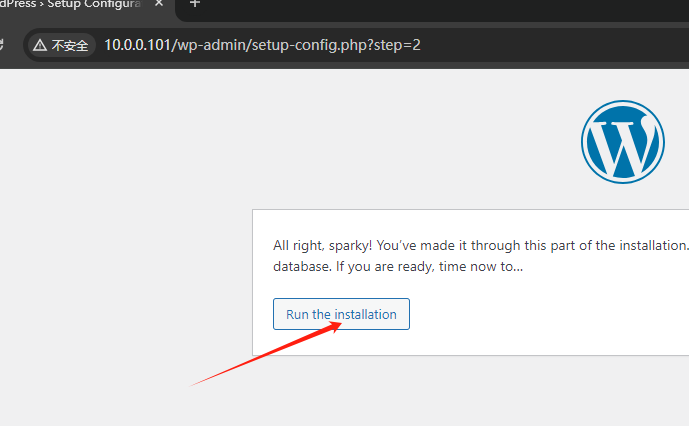 dPress › Setup Configura
不安全 10.0.0.101/wp-admin/setup-config.php?step=2
All right, sparky! You’ve made it through this part of the installation.
database. If you are ready, time now to…
Run the installation